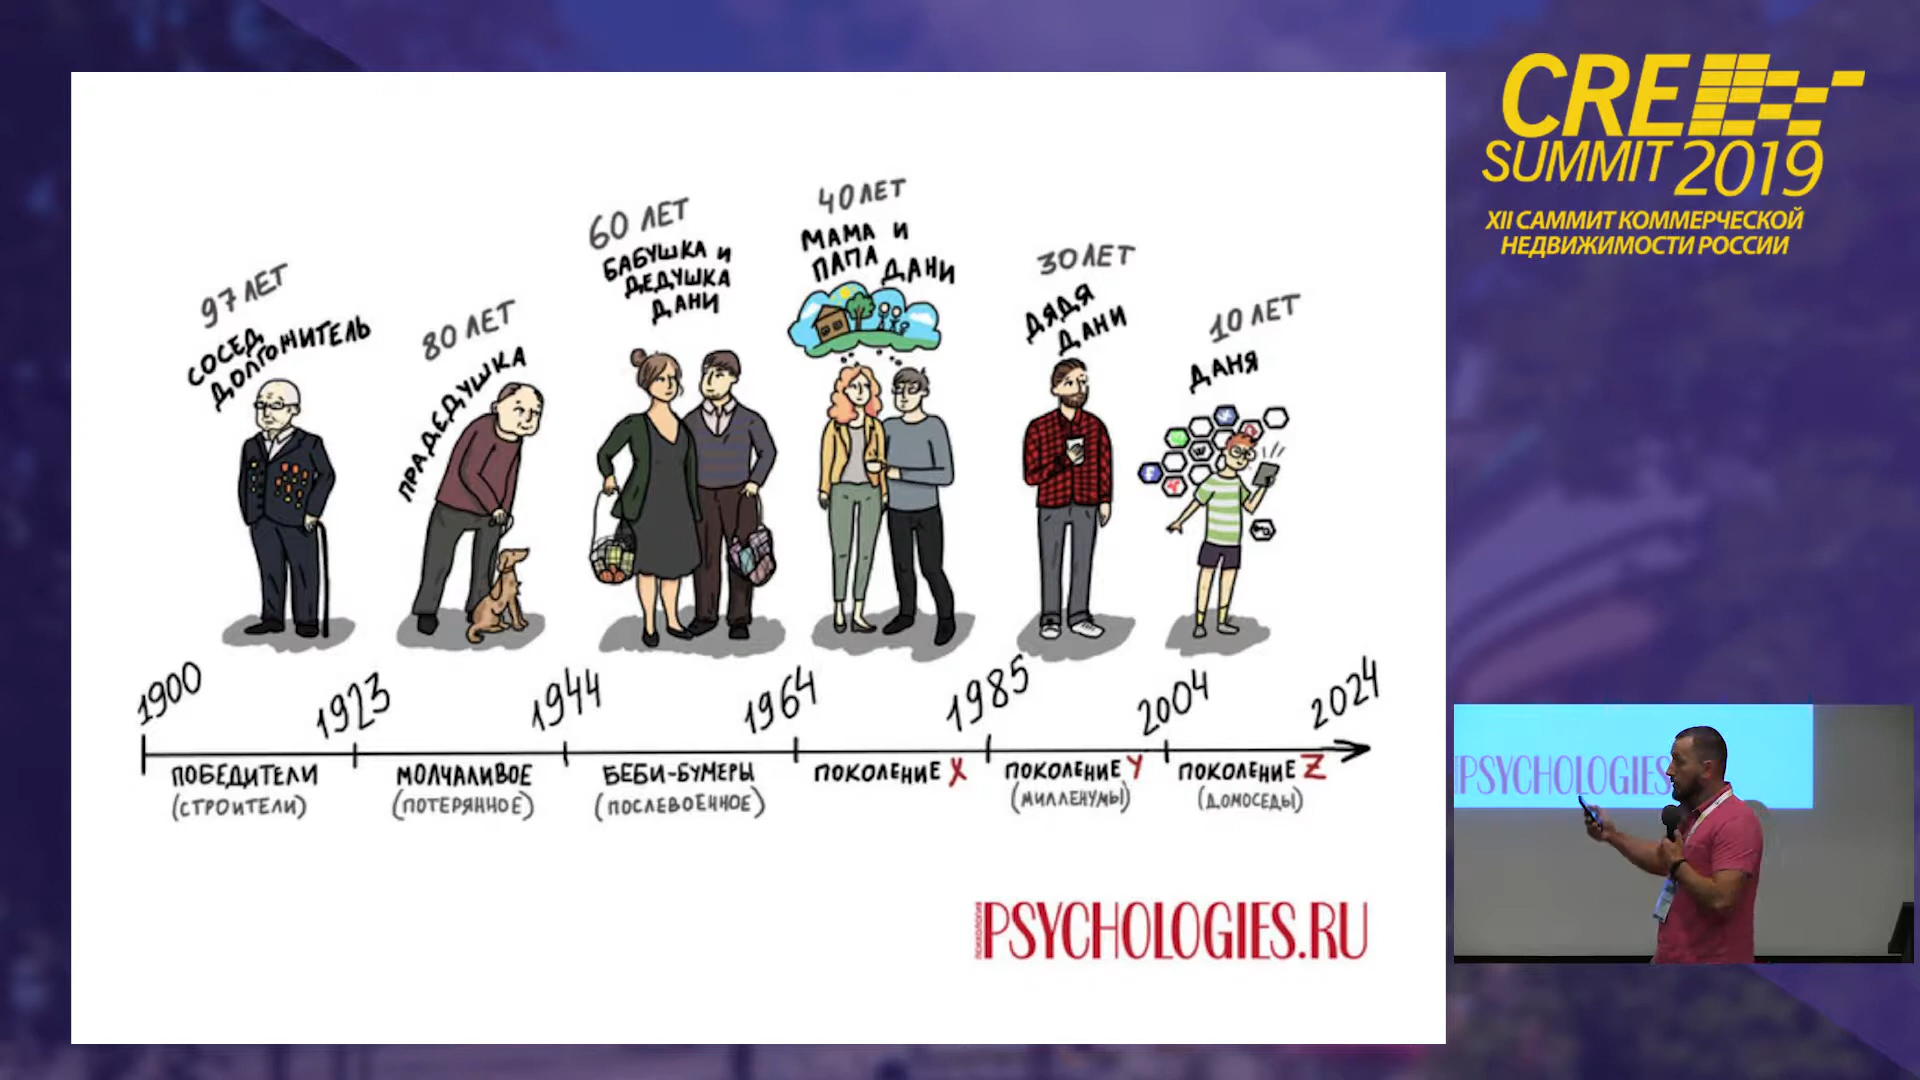 CRE
SUMMIT 2019
XII САММИТ КОММЕРЧЕСКОЙ
НЕДВИЖИМОСТИ РОССИИ
97 ЛЕТ
СОСЕД
ДОЛГОЖИТЕЛЬ
80 ЛЕТ
ПРАДЕДУШКА
60 ЛЕТ
БАБУШКА И
ДЕДУШКА
ДАНИ
40 ЛЕТ
МАМА И
ПАПА
ДАНИ
30 ЛЕТ
ДЯДЯ
ДАНИ
10 ЛЕТ
ДАНЯ
1900
1923
1944
1964
1985
2004
2024
ПОБЕДИТЕЛИ
(СТРОИТЕЛИ)
МОЛЧАЛИВОЕ
(ПОТЕРЯННОЕ)
БЕБИ-БУМЕРЫ
(ПОСЛЕВОЕННОЕ)
ПОКОЛЕНИЕ X
ПОКОЛЕНИЕ Y
(МИЛЛЕНУМЫ)
ПОКОЛЕНИЕ Z
(ДОМОСЕДЫ)
PSYCHOLOGIES.RU
PSYCHOLOGIES